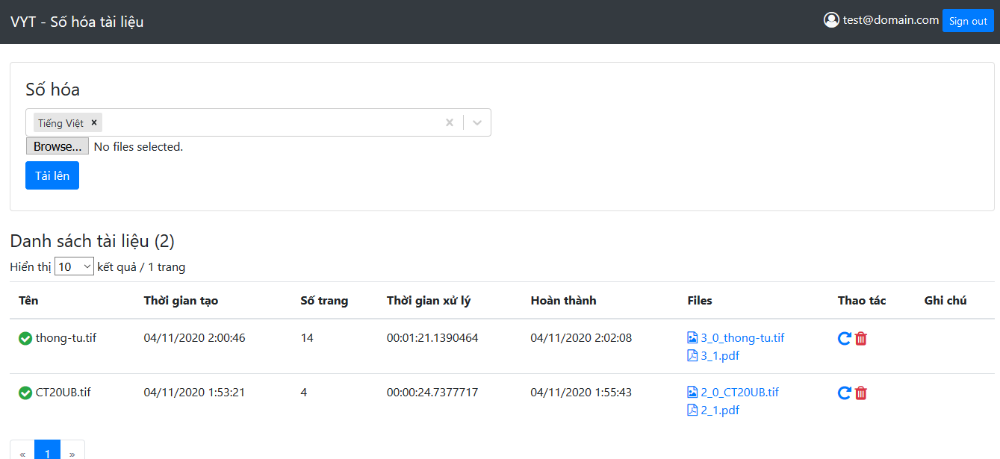 VYT - Số hóa tài liệu
test@domain.com Sign out
Số hóa
Tiếng Việt ×
Browse... No files selected.
Tải lên
Danh sách tài liệu (2)
Hiển thị 10 kết quả / 1 trang
Tên Thời gian tạo Số trang Thời gian xử lý Hoàn thành Files Thao tác Ghi chú
thong-tu.tif 04/11/2020 2:00:46 14 00:01:21.1390464 04/11/2020 2:02:08 3_0_thong-tu.tif
3_1.pdf
CT20UB.tif 04/11/2020 1:53:21 4 00:00:24.7377717 04/11/2020 1:55:43 2_0_CT20UB.tif
2_1.pdf
« 1 »